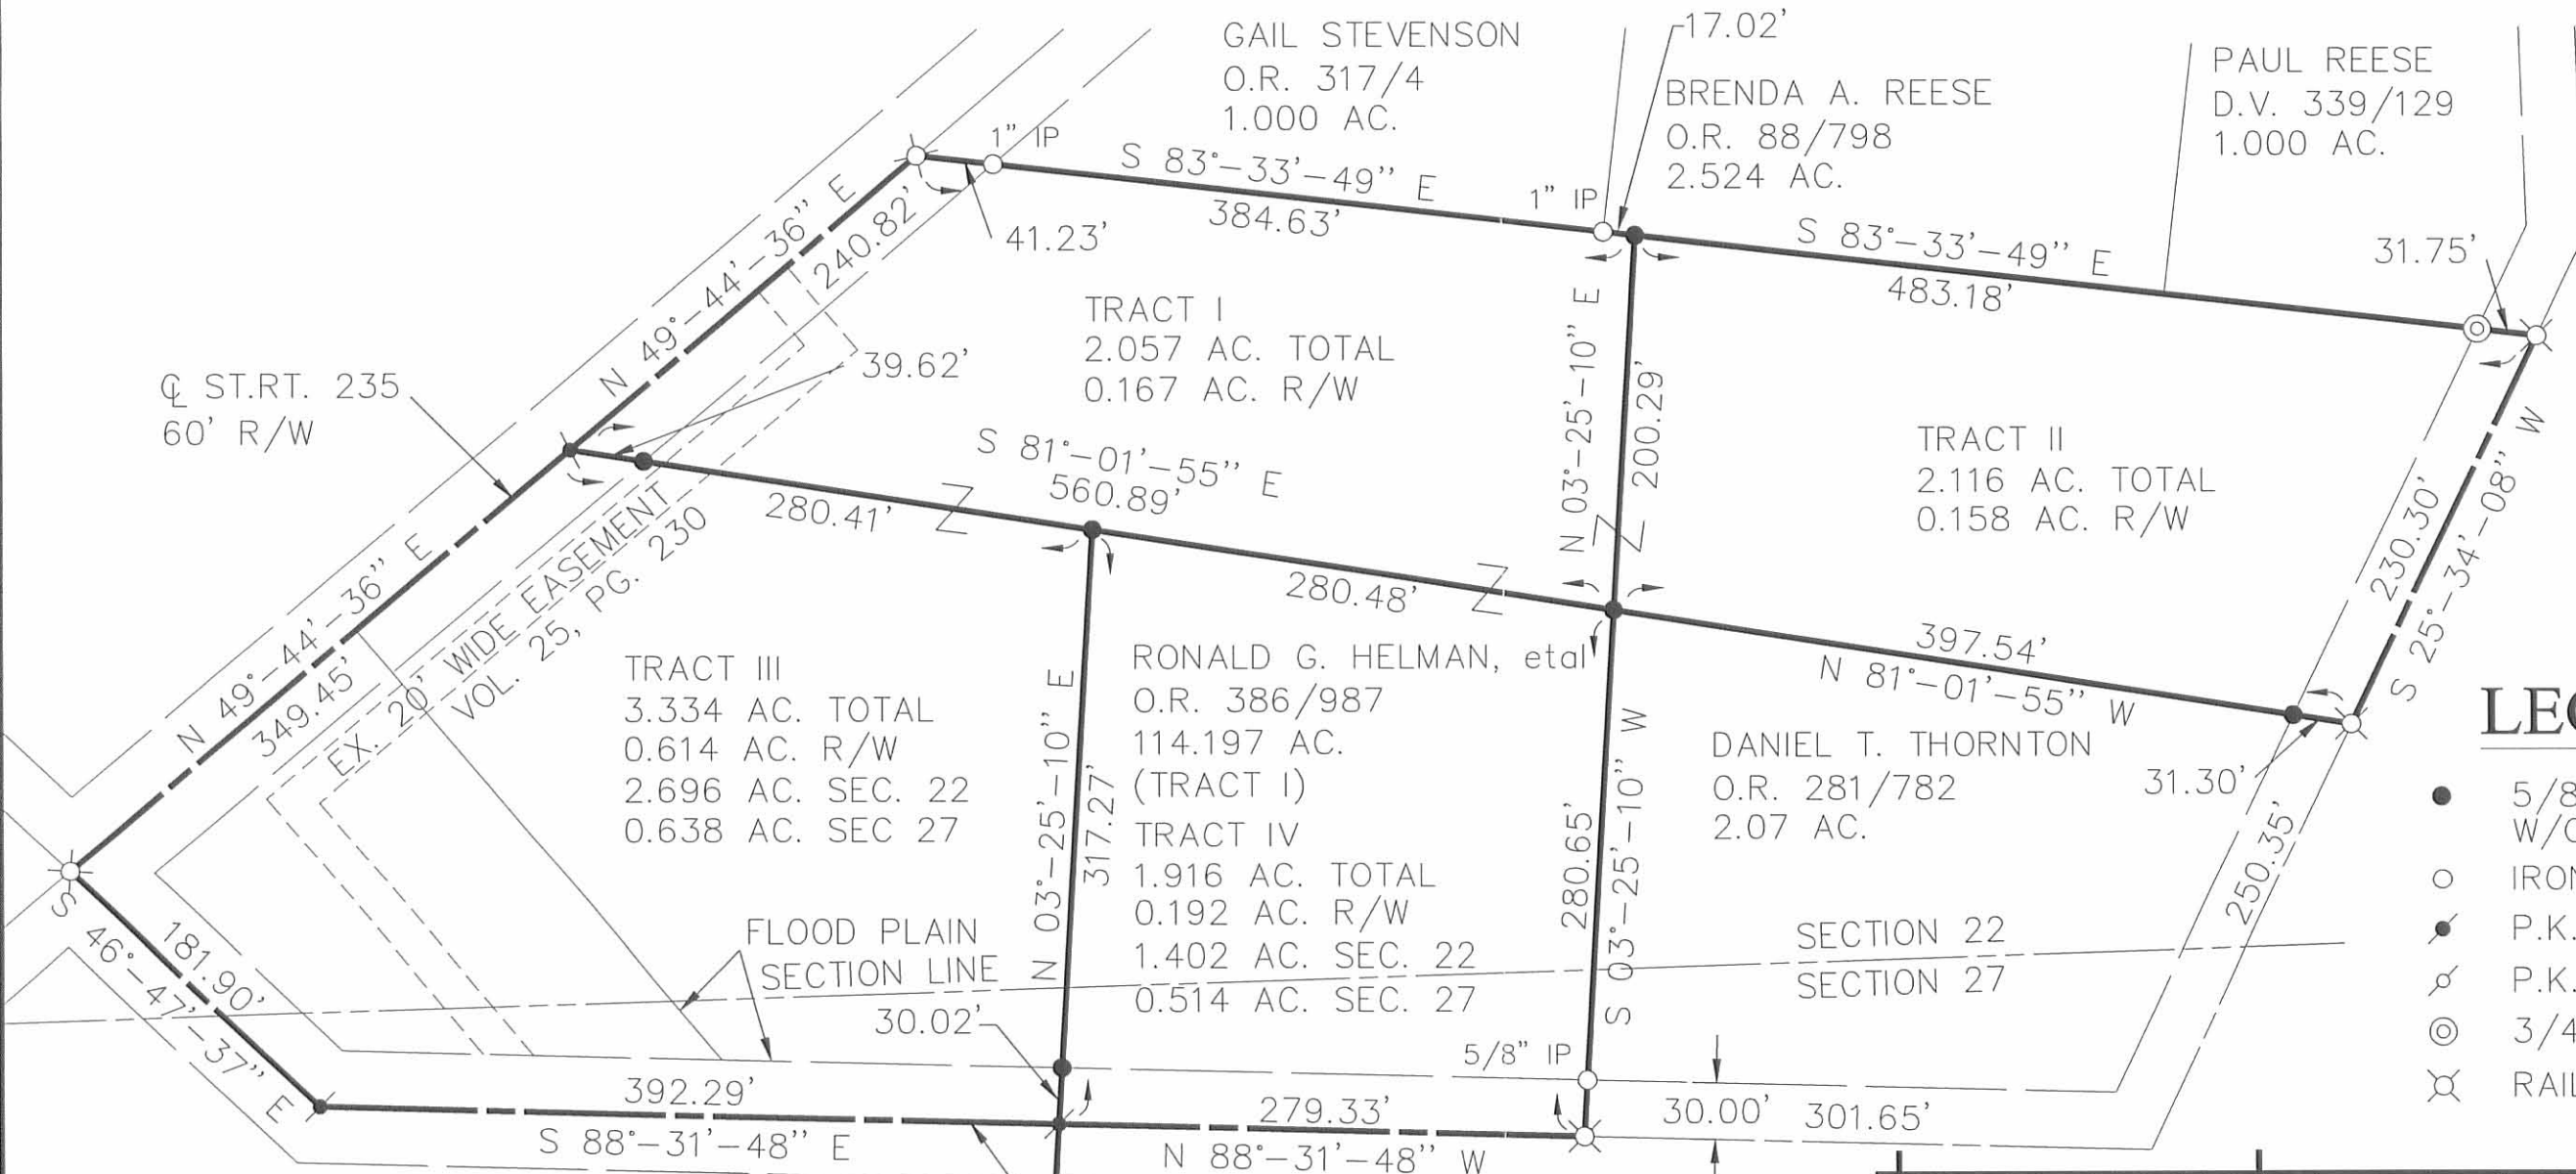 GAIL STEVENSON
O.R. 317/4
1.000 AC.
17.02'
BRENDA A. REESE
O.R. 88/798
2.524 AC.
PAUL REESE
D.V. 339/129
1.000 AC.
1" IP
S 83°-33'-49" E
384.63'
1" IP
41.23'
S 83°-33'-49" E
483.18'
31.75'
N 49°-44'-36" E
240.82'
℄ ST.RT. 235
60' R/W
39.62'
TRACT I
2.057 AC. TOTAL
0.167 AC. R/W
N 03°-25'-10" E
200.29'
TRACT II
2.116 AC. TOTAL
0.158 AC. R/W
230.30'
S 25°-34'-08" W
S 81°-01'-55" E
560.89'
280.41'
280.48'
397.54'
N 81°-01'-55" W
31.30'
250.35'
N 49°-44'-36" E
349.45'
EX. 20' WIDE EASEMENT
VOL. 25, PG. 230
TRACT III
3.334 AC. TOTAL
0.614 AC. R/W
2.696 AC. SEC. 22
0.638 AC. SEC 27
N 03°-25'-10" E
317.27'
RONALD G. HELMAN, etal
O.R. 386/987
114.197 AC.
(TRACT I)
TRACT IV
1.916 AC. TOTAL
0.192 AC. R/W
1.402 AC. SEC. 22
0.514 AC. SEC. 27
280.65'
S 03°-25'-10" W
DANIEL T. THORNTON
O.R. 281/782
2.07 AC.
SECTION 22
SECTION 27
FLOOD PLAIN
SECTION LINE
30.02'
5/8" IP
S 46°-47'-37" E
181.90'
392.29'
S 88°-31'-48" E
279.33'
N 88°-31'-48" W
30.00'
301.65'
LE
5/8
W/
IRON
P.K.
P.K.
3/4
RAIL